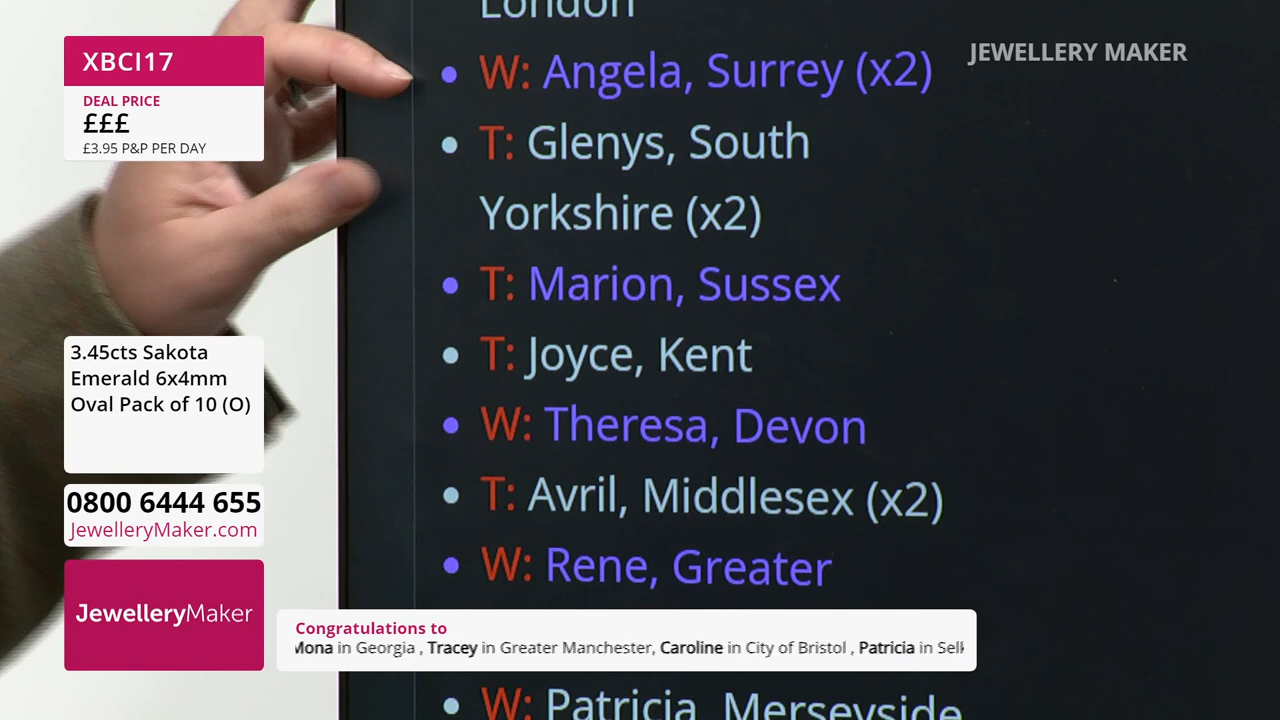 London
W: Angela, Surrey (x2)
T: Glenys, South
Yorkshire (x2)
T: Marion, Sussex
T: Joyce, Kent
W: Theresa, Devon
T: Avril, Middlesex (x2)
W: Rene, Greater
W: Patricia, Merseyside
JEWELLERY MAKER
XBCI17
DEAL PRICE
£££
£3.95 P&P PER DAY
3.45cts Sakota
Emerald 6x4mm
Oval Pack of 10 (O)
0800 6444 655
JewelleryMaker.com
JewelleryMaker
Congratulations to
Mona in Georgia , Tracey in Greater Manchester, Caroline in City of Bristol , Patricia in Selk